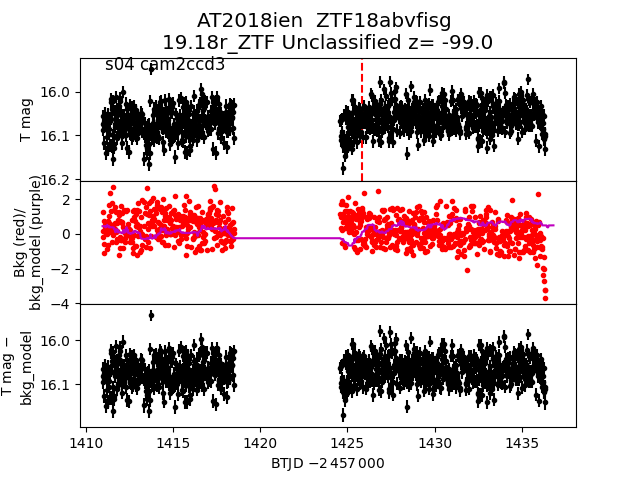 AT2018ien  ZTF18abvfisg
19.18r_ZTF Unclassified z= -99.0
s04 cam2ccd3
T mag
16.0
16.1
16.2
Bkg (red)/
bkg_model (purple)
2
0
−2
−4
T mag −
bkg_model
16.0
16.1
1410
1415
1420
1425
1430
1435
BTJD −2 457 000